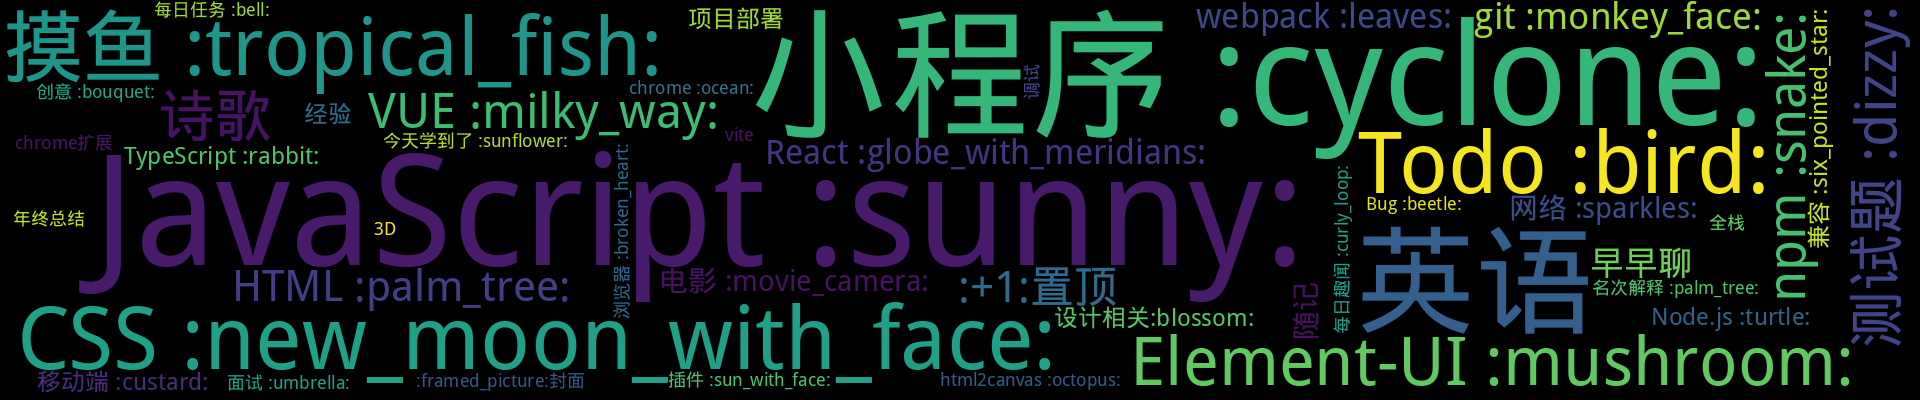 每日任务 :bell:
摸鱼 :tropical_fish:
项目部署
小程序 :cyclone:
webpack :leaves:
git :monkey_face:
npm :snake:
兼容 :six_pointed_star:
测试题 :dizzy:
创意 :bouquet:
诗歌
经验
VUE :milky_way:
chrome :ocean:
调试
chrome扩展
TypeScript :rabbit:
今天学到了 :sunflower:
vite
React :globe_with_meridians:
Todo :bird:
JavaScript :sunny:
浏览器 :broken_heart:
每日趣闻 :curly_loop:
Bug :beetle:
网络 :sparkles:
全栈
年终总结
3D
英语
早早聊
HTML :palm_tree:
电影 :movie_camera:
:+1:置顶
随记
名次解释 :palm_tree:
CSS :new_moon_with_face:
设计相关:blossom:
Node.js :turtle:
Element-UI :mushroom:
移动端 :custard:
面试 :umbrella:
:framed_picture:封面
插件 :sun_with_face:
html2canvas :octopus: